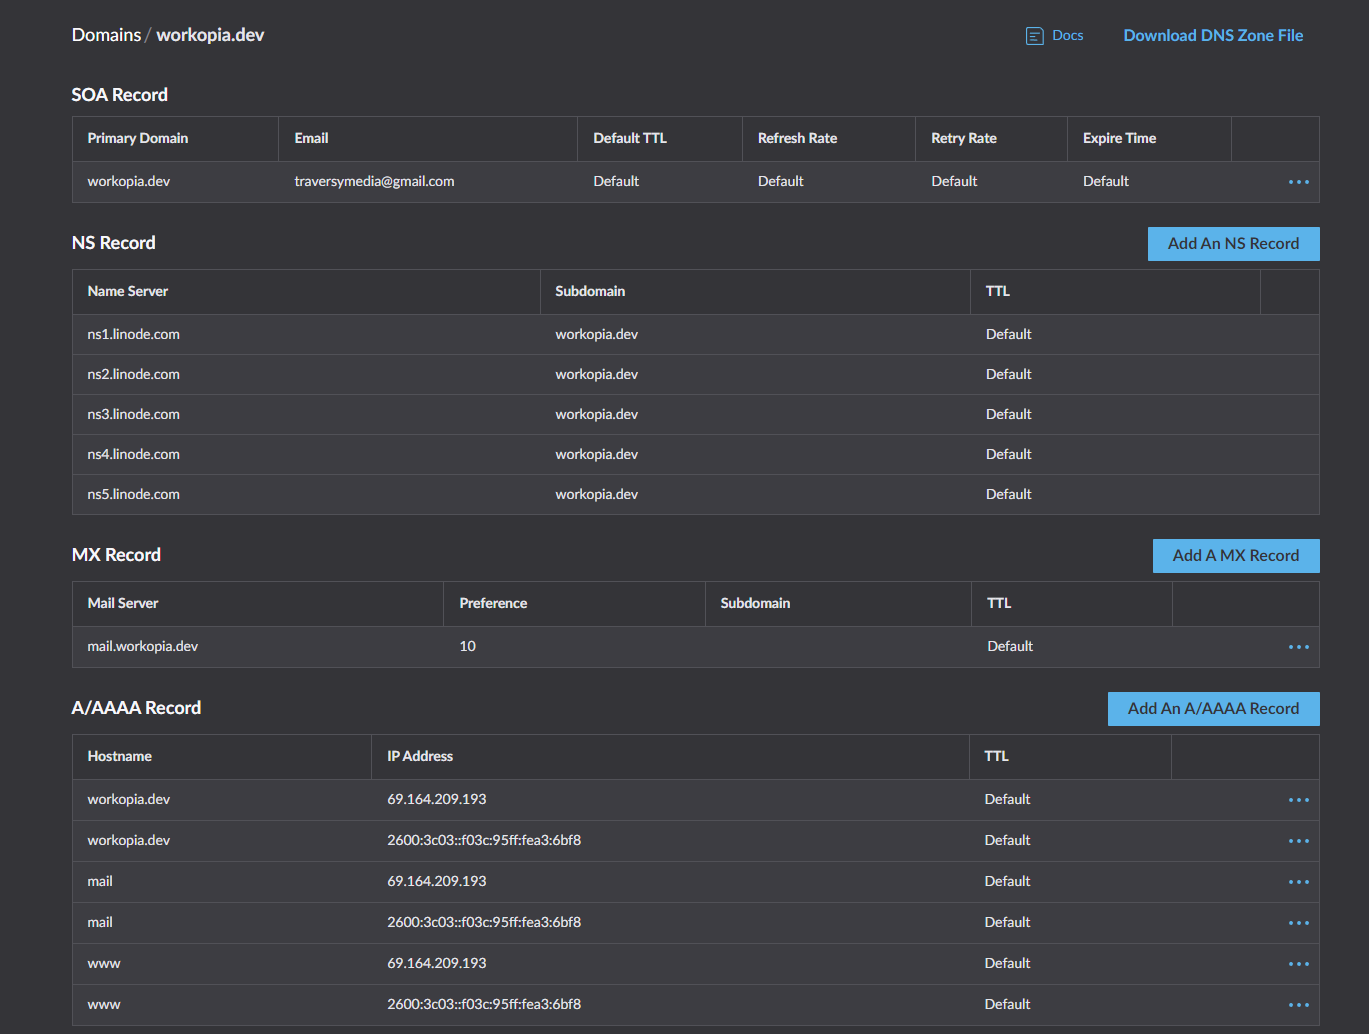 Domains / workopia.dev Docs Download DNS Zone File
SOA Record
Primary Domain Email Default TTL Refresh Rate Retry Rate Expire Time
workopia.dev traversymedia@gmail.com Default Default Default Default
NS Record Add An NS Record
Name Server Subdomain TTL
ns1.linode.com workopia.dev Default
ns2.linode.com workopia.dev Default
ns3.linode.com workopia.dev Default
ns4.linode.com workopia.dev Default
ns5.linode.com workopia.dev Default
MX Record Add A MX Record
Mail Server Preference Subdomain TTL
mail.workopia.dev 10 Default
A/AAAA Record Add An A/AAAA Record
Hostname IP Address TTL
workopia.dev 69.164.209.193 Default
workopia.dev 2600:3c03::f03c:95ff:fea3:6bf8 Default
mail 69.164.209.193 Default
mail 2600:3c03::f03c:95ff:fea3:6bf8 Default
www 69.164.209.193 Default
www 2600:3c03::f03c:95ff:fea3:6bf8 Default